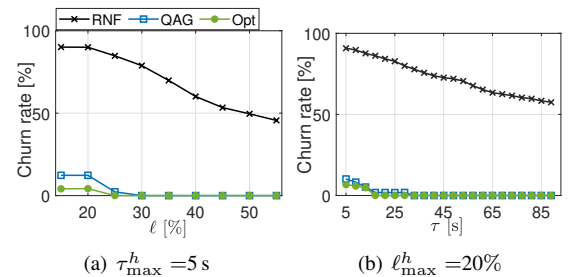 RNF QAG Opt
100
50
0
Churn rate [%]
20 30 40 50
ℓ [%]
(a) τ^h_max =5 s
100
50
0
Churn rate [%]
5 25 45 65 85
τ [s]
(b) ℓ^h_max =20%